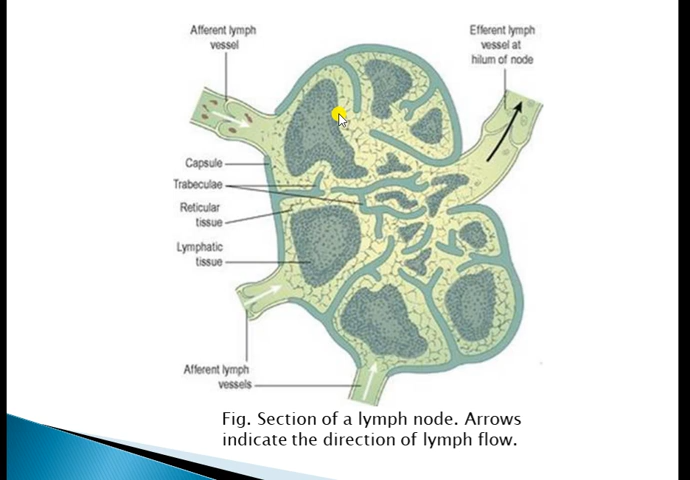 Afferent lymph
vessel
Efferent lymph
vessel at
hilum of node
Capsule
Trabeculae
Reticular
tissue
Lymphatic
tissue
Afferent lymph
vessels
Fig. Section of a lymph node. Arrows
indicate the direction of lymph flow.